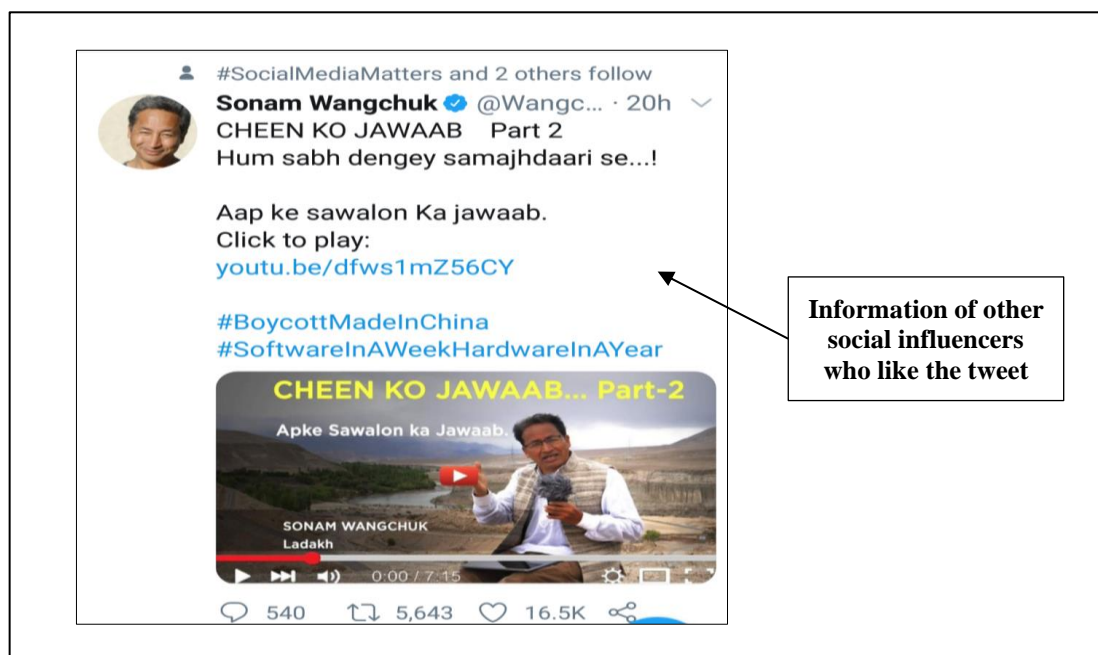 #SocialMediaMatters and 2 others follow
Sonam Wangchuk @Wangc... · 20h
CHEEN KO JAWAAB Part 2
Hum sabh dengey samajhdaari se...!
Aap ke sawalon Ka jawaab.
Click to play:
youtu.be/dfws1mZ56CY
#BoycottMadeInChina
#SoftwareInAWeekHardwareInAYear
CHEEN KO JAWAAB... Part-2
Apke Sawalon ka Jawaab.
SONAM WANGCHUK
Ladakh
0:00 / 7:15
540 5,643 16.5K
Information of other
social influencers
who like the tweet